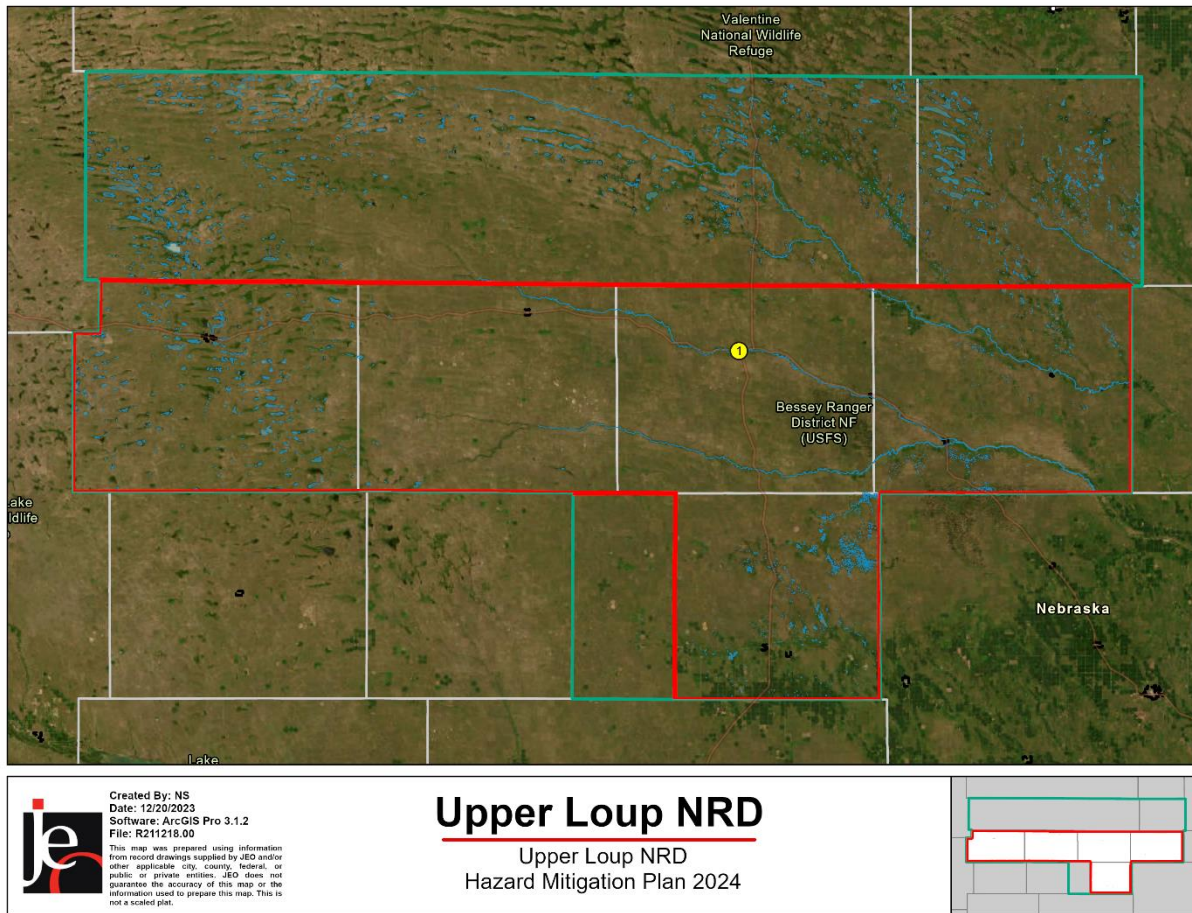 Valentine
National Wildlife
Refuge
1
Bessey Ranger
District NF
(USFS)
Lake
ildlife
Nebraska
Lake
je
Created By: NS
Date: 12/20/2023
Software: ArcGIS Pro 3.1.2
File: R211218.00
This map was prepared using information
from record drawings supplied by JEO and/or
other applicable city, county, federal, or
public or private entities. JEO does not
guarantee the accuracy of this map or the
information used to prepare this map. This is
not a scaled plat.
Upper Loup NRD
Upper Loup NRD
Hazard Mitigation Plan 2024